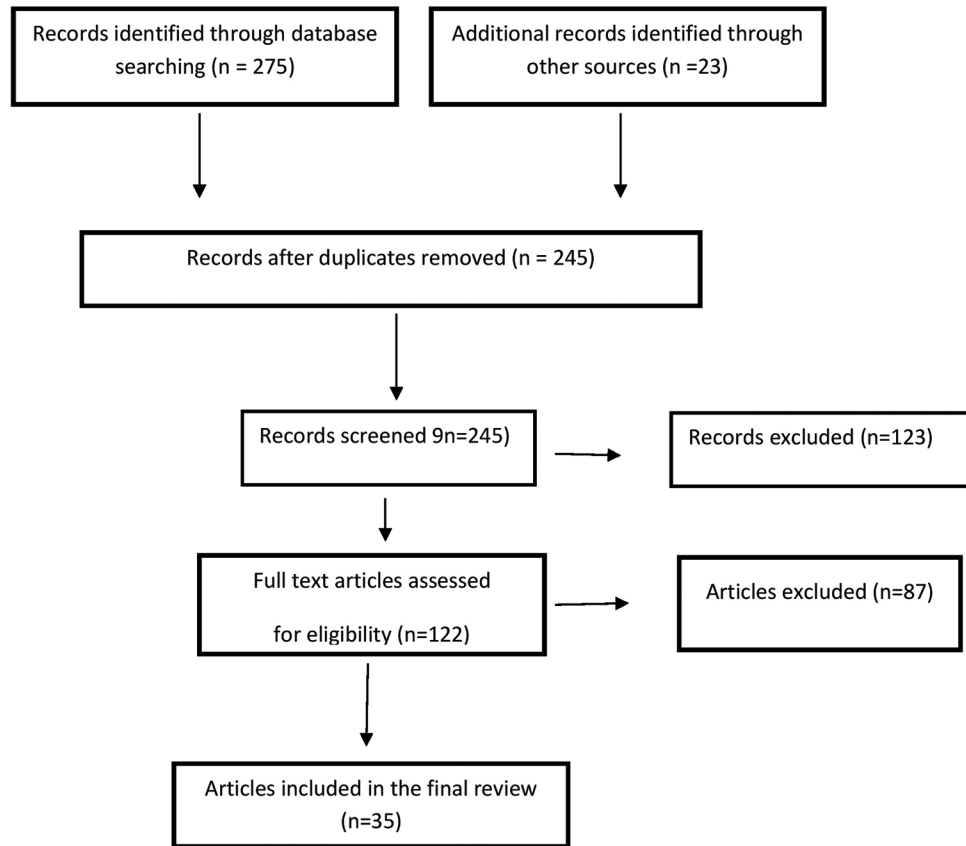 Records identified through database
searching (n = 275)
Additional records identified through
other sources (n =23)
Records after duplicates removed (n = 245)
Records screened 9n=245)
Records excluded (n=123)
Full text articles assessed
for eligibility (n=122)
Articles excluded (n=87)
Articles included in the final review
(n=35)